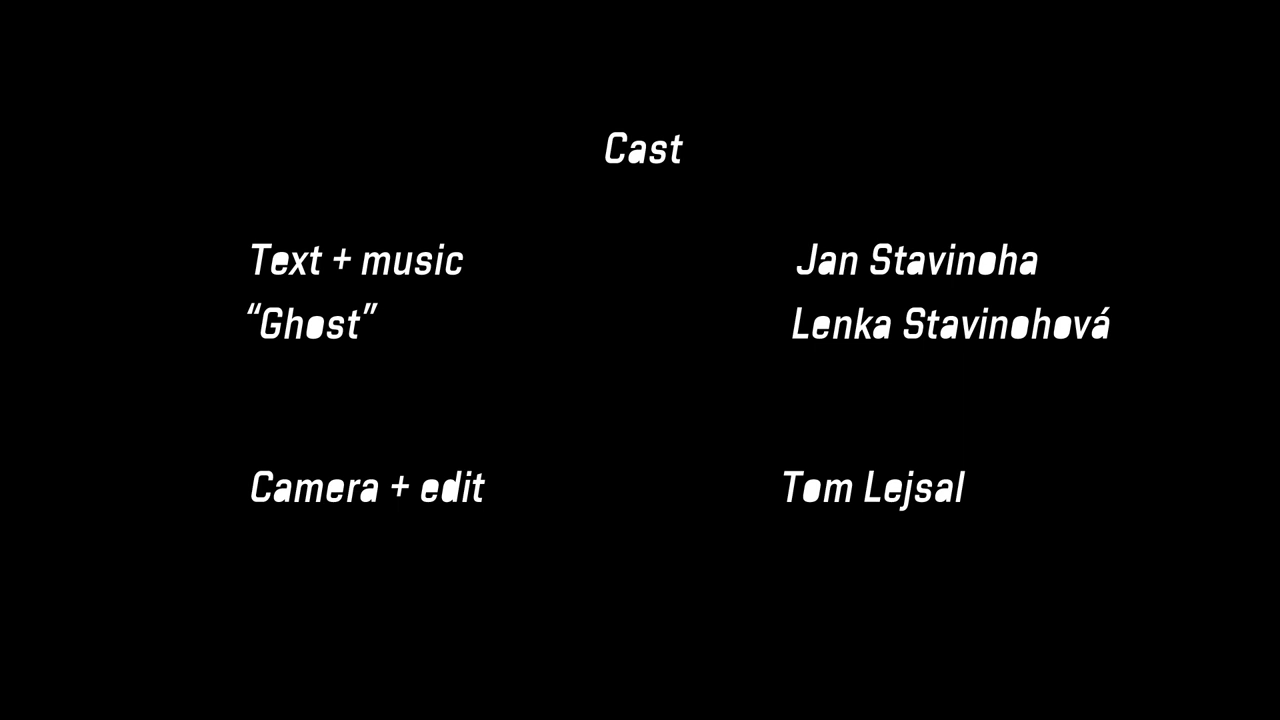 Cast
Text + music Jan Stavinoha
“Ghost” Lenka Stavinohová
Camera + edit Tom Lejsal